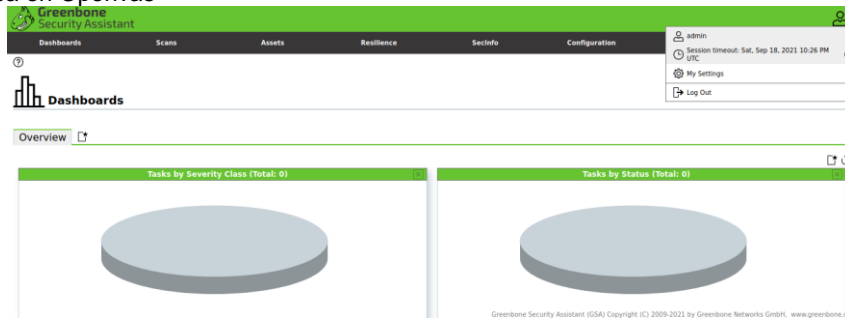 en OpenVas
Greenbone
Security Assistant
Dashboards Scans Assets Resilience SecInfo Configuration
admin
Session timeout: Sat, Sep 18, 2021 10:26 PM
UTC
My Settings
Log Out
Dashboards
Overview
Tasks by Severity Class (Total: 0)
Tasks by Status (Total: 0)
Greenbone Security Assistant (GSA) Copyright (C) 2009-2021 by Greenbone Networks GmbH, www.greenbone.